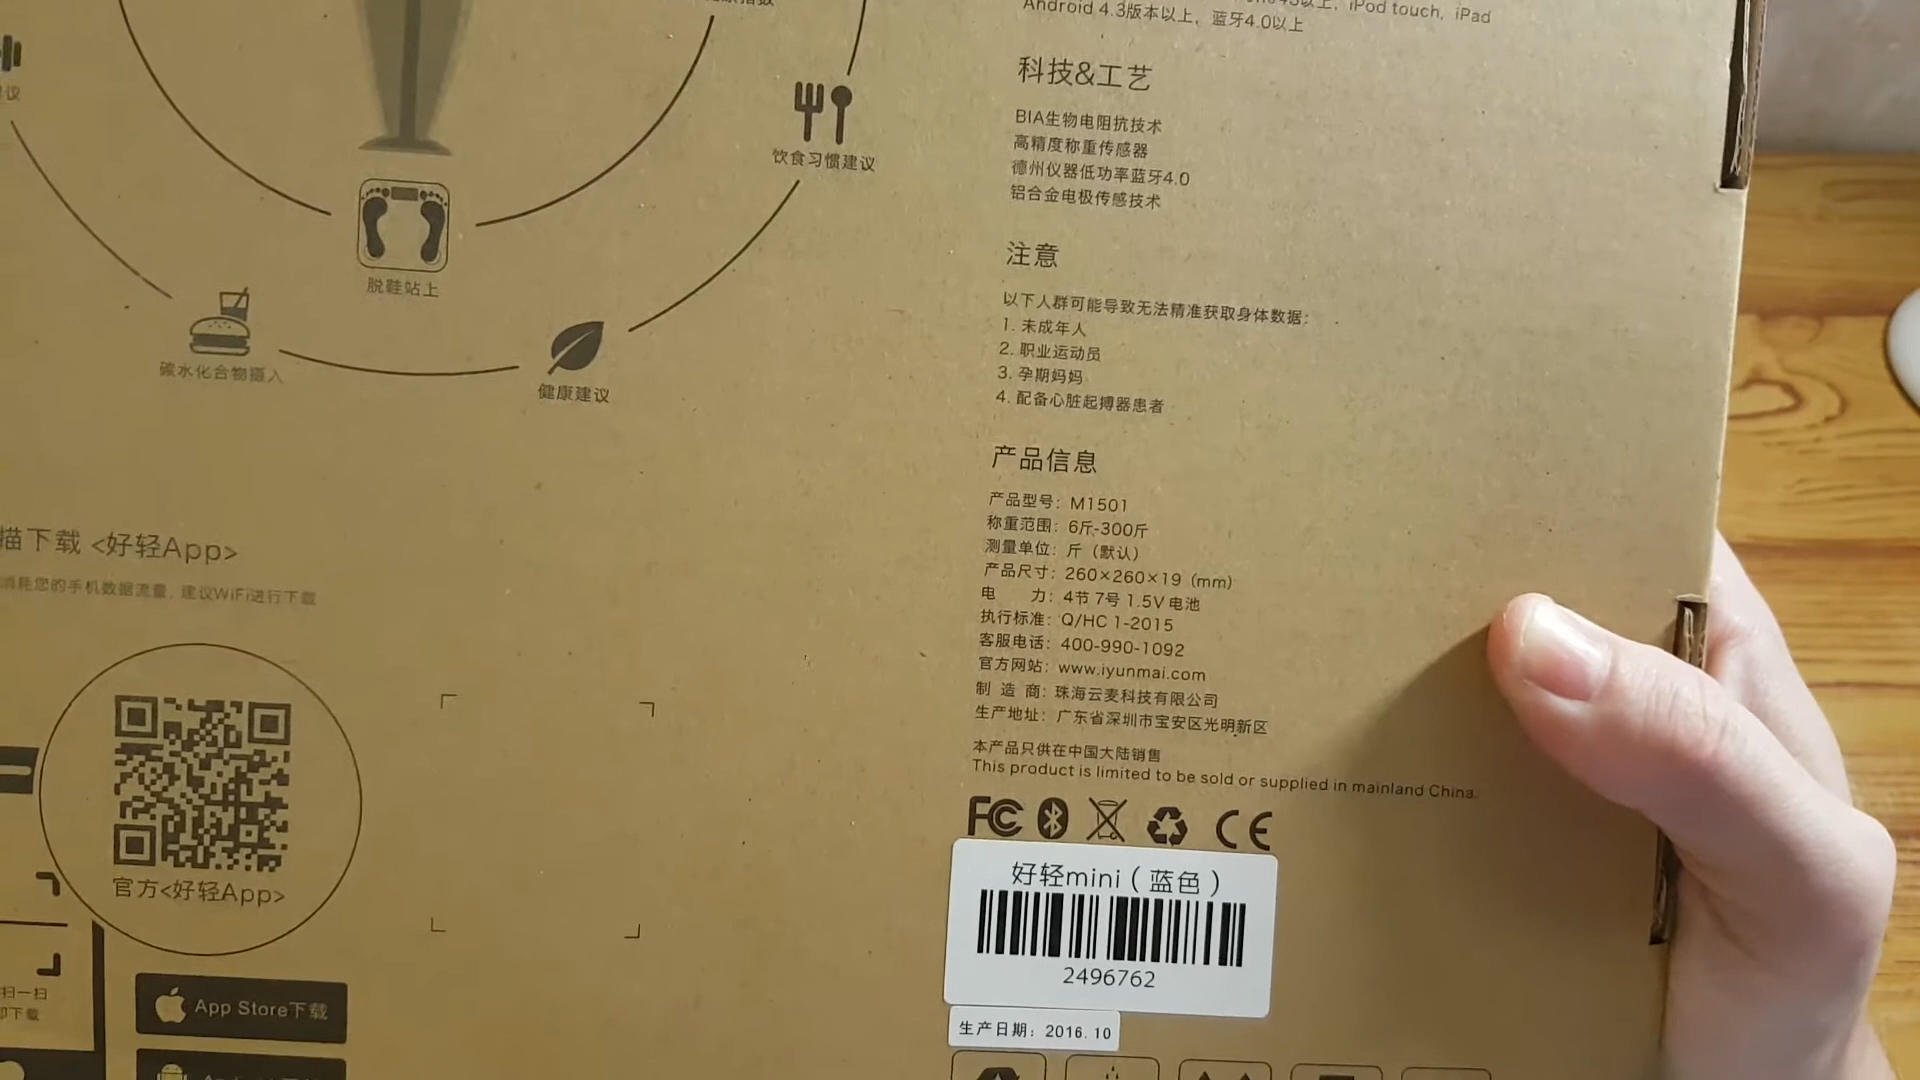 Android 4.3版本以上，蓝牙4.0以上
iPod touch, iPad
科技&工艺
BIA生物电阻抗技术
高精度称重传感器
德州仪器低功率蓝牙4.0
铝合金电极传感技术
注意
以下人群可能导致无法精准获取身体数据：
1. 未成年人
2. 职业运动员
3. 孕期妈妈
4. 配备心脏起搏器患者
产品信息
产品型号：M1501
称重范围：6斤-300斤
测量单位：斤（默认）
产品尺寸：260×260×19（mm）
电 力：4节 7号 1.5V 电池
执行标准：Q/HC 1-2015
客服电话：400-990-1092
官方网站：www.iyunmai.com
制 造 商：珠海云麦科技有限公司
生产地址：广东省深圳市宝安区光明新区
本产品只供在中国大陆销售
This product is limited to be sold or supplied in mainland China.
FC
CE
好轻mini（蓝色）
2496762
生产日期：2016.10
饮食习惯建议
脱鞋站上
碳水化合物摄入
健康建议
描下载 <好轻App>
消耗您的手机数据流量，建议WiFi进行下载
官方<好轻App>
扫一扫
即下载
App Store下载